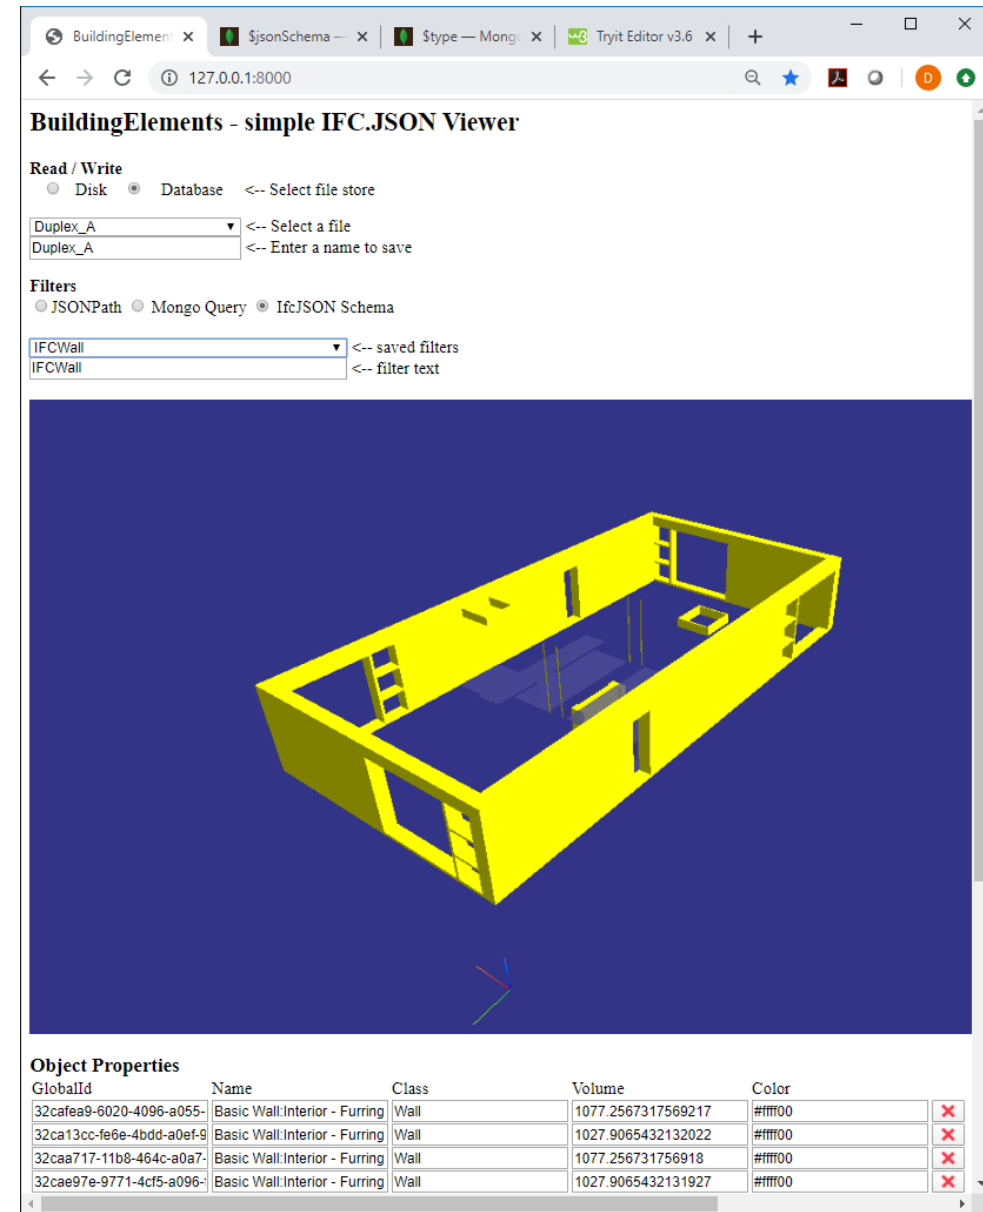 BuildingElement $jsonSchema — $type — Mongo Tryit Editor v3.6
127.0.0.1:8000 D
BuildingElements - simple IFC.JSON Viewer
Read / Write
Disk Database <-- Select file store
Duplex_A <-- Select a file
Duplex_A <-- Enter a name to save
Filters
JSONPath Mongo Query IfcJSON Schema
IFCWall <-- saved filters
IFCWall <-- filter text
Object Properties
GlobalId Name Class Volume Color
32cafea9-6020-4096-a055- Basic Wall:Interior - Furring Wall 1077.2567317569217 #ffff00
32ca13cc-fe6e-4bdd-a0ef-9 Basic Wall:Interior - Furring Wall 1027.9065432132022 #ffff00
32caa717-11b8-464c-a0a7- Basic Wall:Interior - Furring Wall 1077.256731756918 #ffff00
32cae97e-9771-4cf5-a096- Basic Wall:Interior - Furring Wall 1027.9065432131927 #ffff00